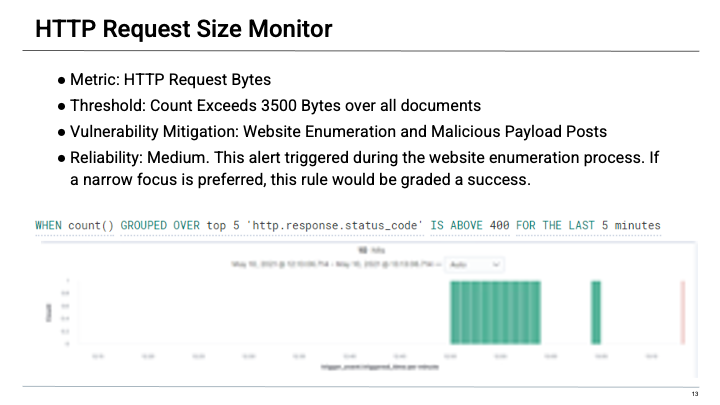 HTTP Request Size Monitor
● Metric: HTTP Request Bytes
● Threshold: Count Exceeds 3500 Bytes over all documents
● Vulnerability Mitigation: Website Enumeration and Malicious Payload Posts
● Reliability: Medium. This alert triggered during the website enumeration process. If
a narrow focus is preferred, this rule would be graded a success.
WHEN count() GROUPED OVER top 5 'http.response.status_code' IS ABOVE 400 FOR THE LAST 5 minutes
Auto
Count
13